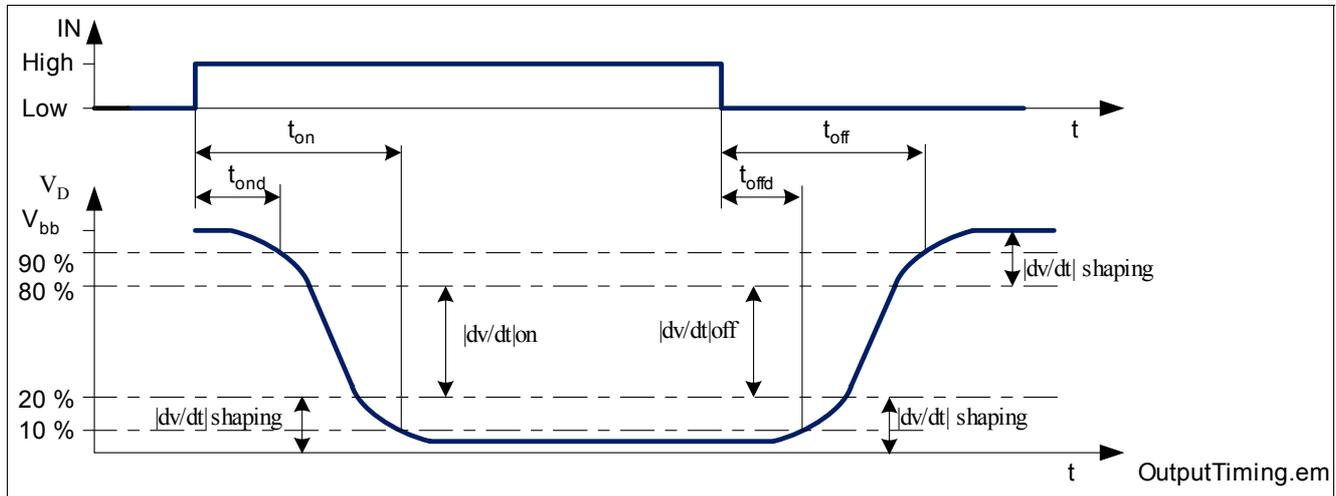 IN
High
Low
t
t_on
t_off
t_ond
t_offd
V_D
V_bb
90 %
80 %
|dv/dt| shaping
|dv/dt|on
|dv/dt|off
20 %
|dv/dt| shaping
|dv/dt| shaping
10 %
t
OutputTiming.em